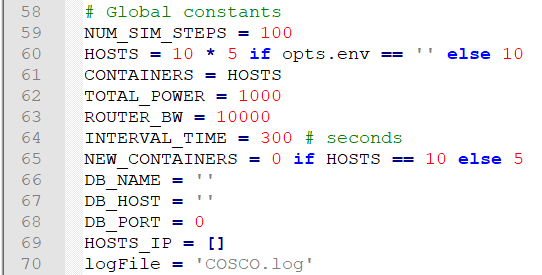 58 # Global constants
59 NUM_SIM_STEPS = 100
60 HOSTS = 10 * 5 if opts.env == '' else 10
61 CONTAINERS = HOSTS
62 TOTAL_POWER = 1000
63 ROUTER_BW = 10000
64 INTERVAL_TIME = 300 # seconds
65 NEW_CONTAINERS = 0 if HOSTS == 10 else 5
66 DB_NAME = ''
67 DB_HOST = ''
68 DB_PORT = 0
69 HOSTS_IP = []
70 logFile = 'COSCO.log'